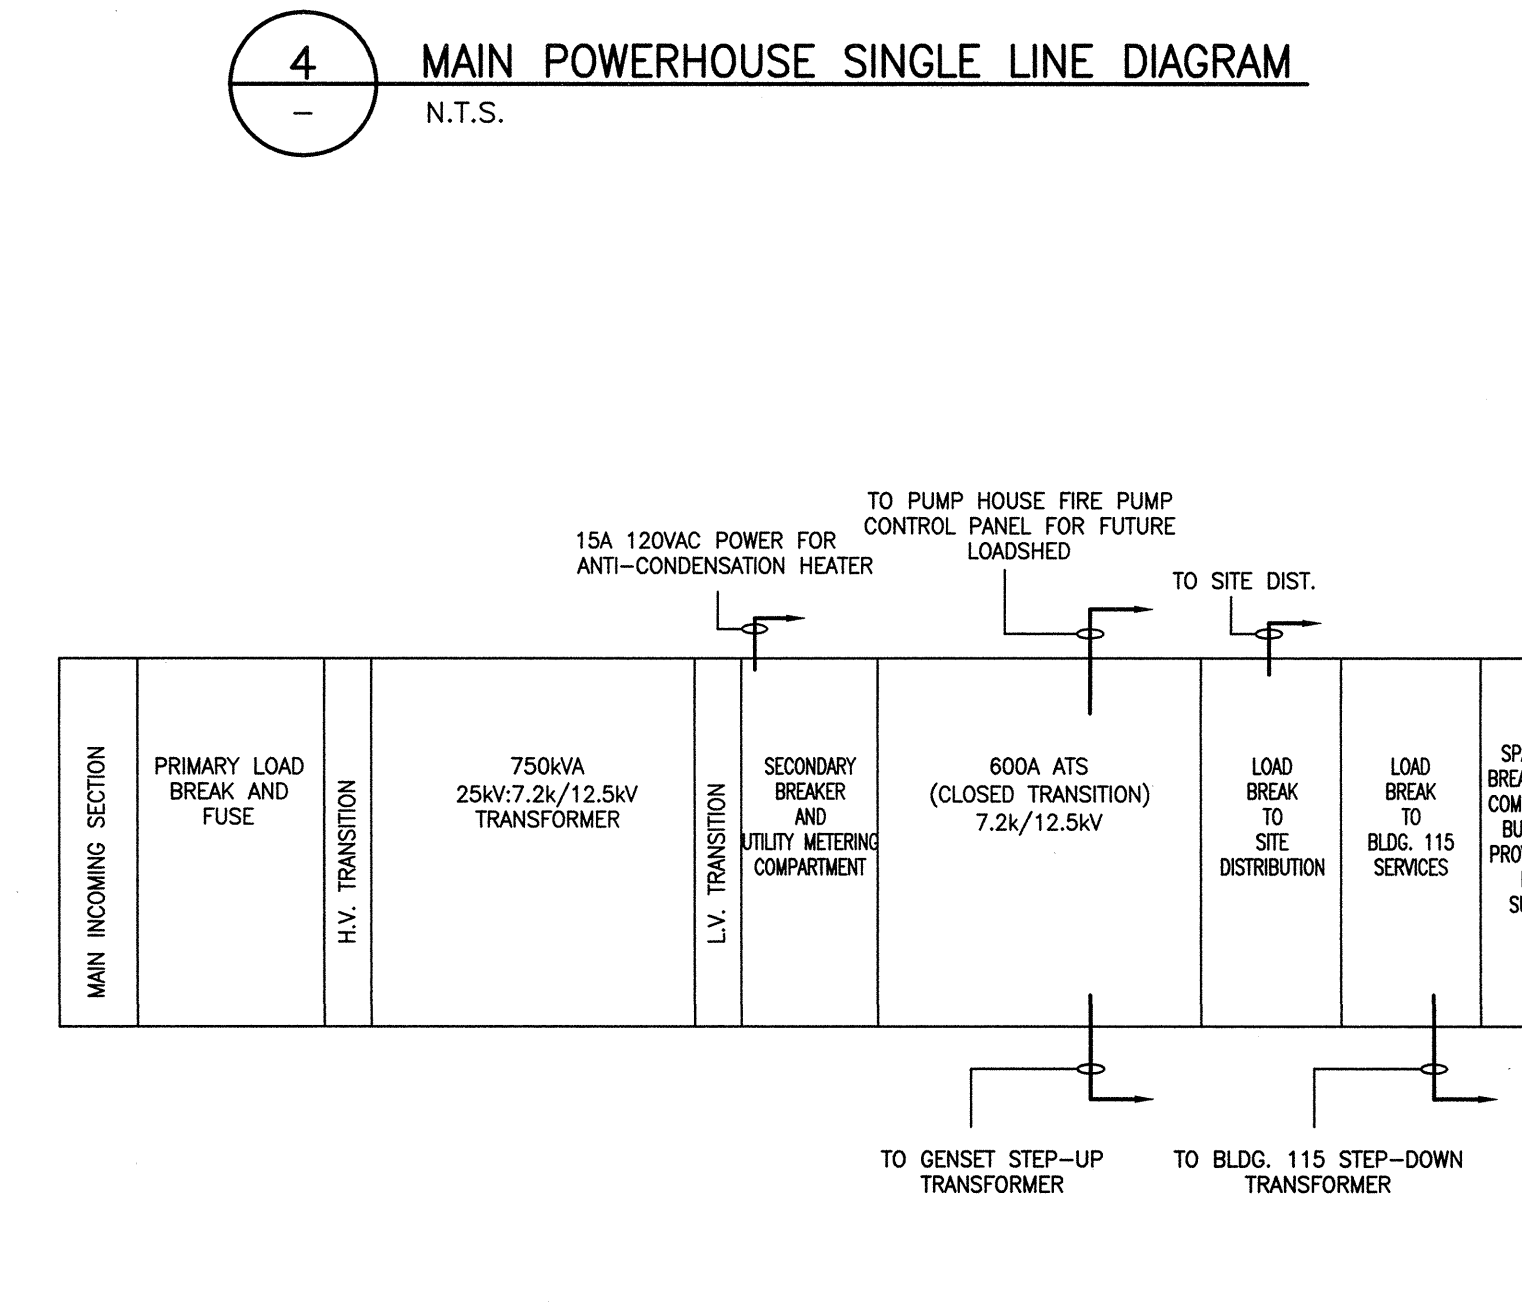 4
MAIN POWERHOUSE SINGLE LINE DIAGRAM
–
N.T.S.
TO PUMP HOUSE FIRE PUMP
CONTROL PANEL FOR FUTURE
LOADSHED
15A 120VAC POWER FOR
ANTI-CONDENSATION HEATER
TO SITE DIST.
MAIN INCOMING SECTION
PRIMARY LOAD
BREAK AND
FUSE
H.V. TRANSITION
750kVA
25kV:7.2k/12.5kV
TRANSFORMER
L.V. TRANSITION
SECONDARY
BREAKER
AND
UTILITY METERING
COMPARTMENT
600A ATS
(CLOSED TRANSITION)
7.2k/12.5kV
LOAD
BREAK
TO
SITE
DISTRIBUTION
LOAD
BREAK
TO
BLDG. 115
SERVICES
TO GENSET STEP-UP
TRANSFORMER
TO BLDG. 115 STEP-DOWN
TRANSFORMER